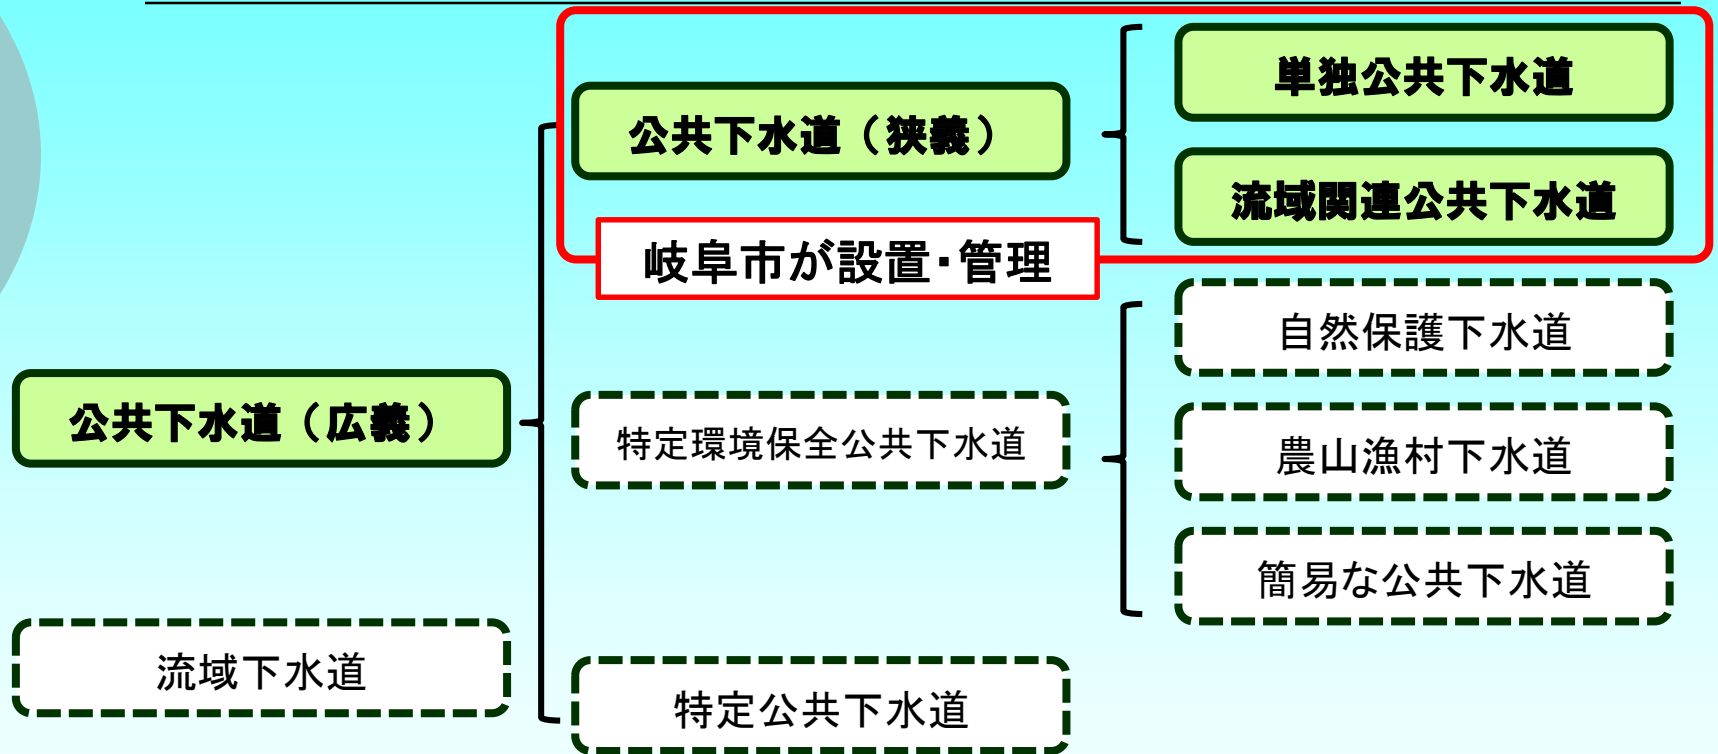 単独公共下水道
公共下水道（狭義）
流域関連公共下水道
岐阜市が設置・管理
自然保護下水道
公共下水道（広義）
特定環境保全公共下水道
農山漁村下水道
簡易な公共下水道
流域下水道
特定公共下水道